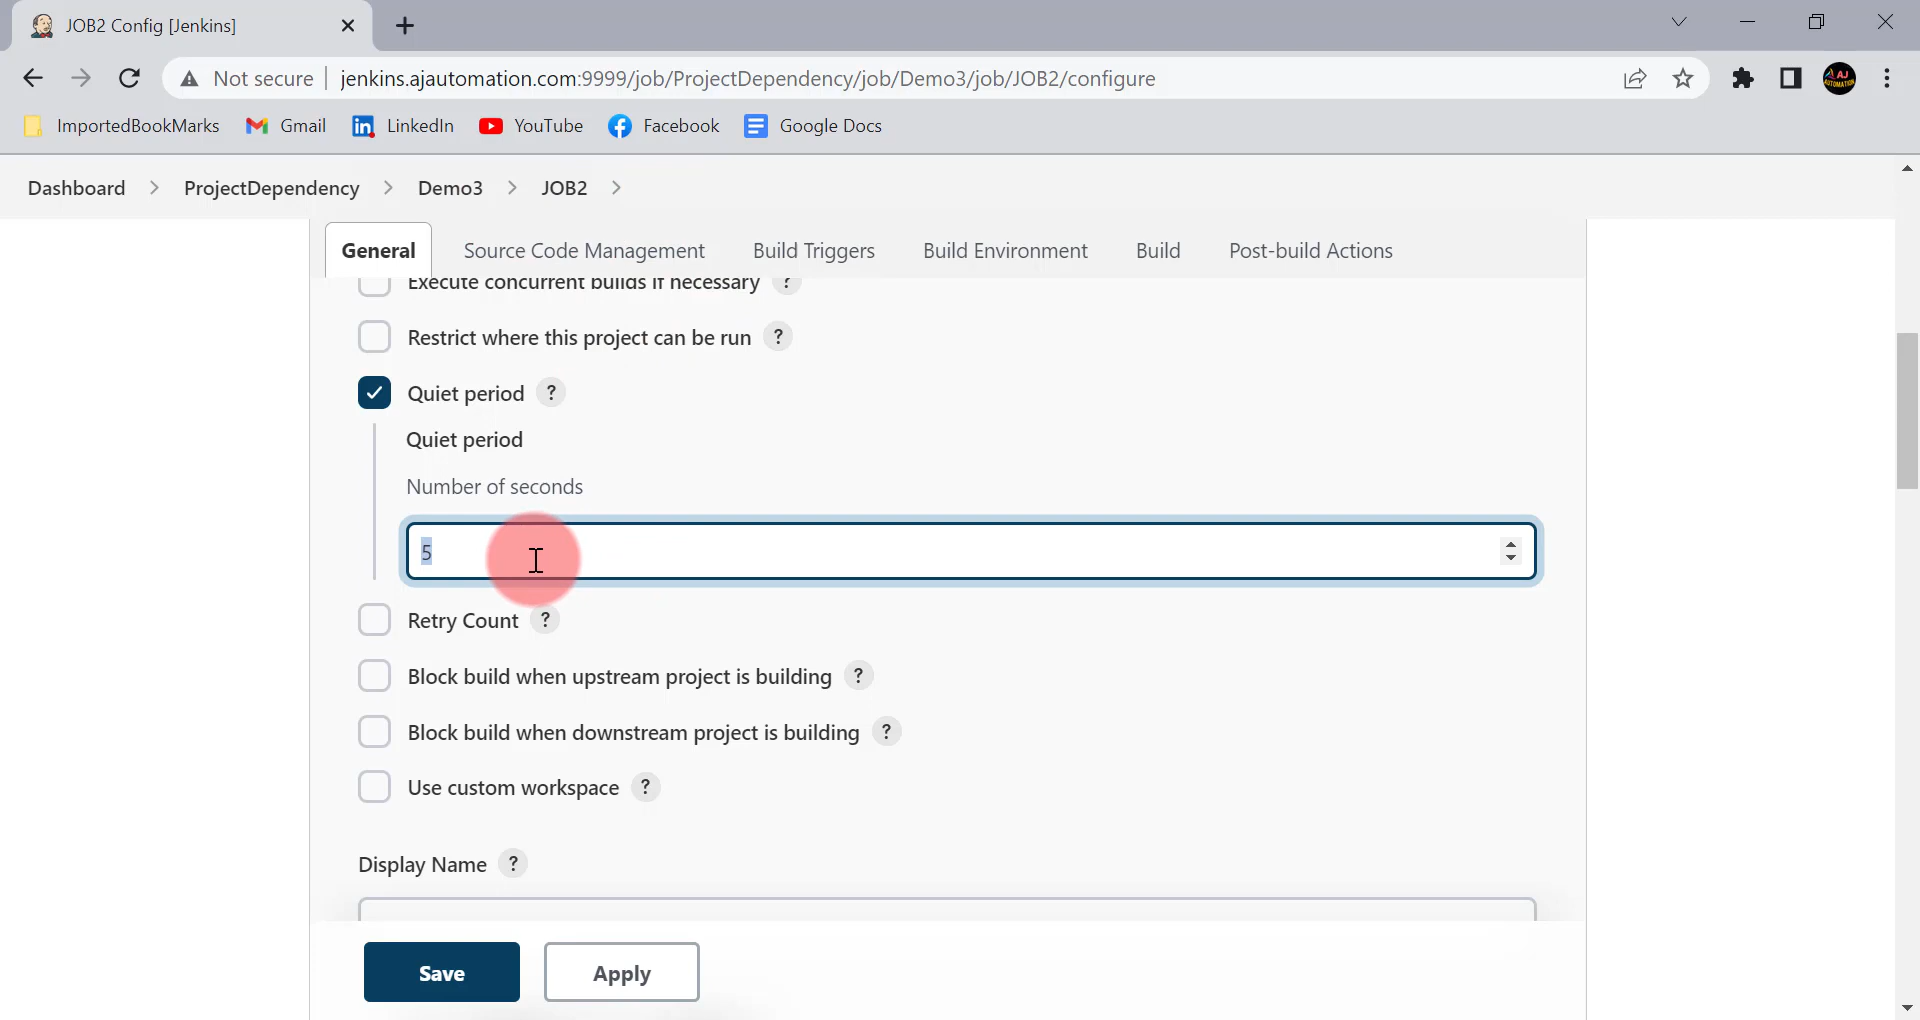 JOB2 Config [Jenkins]
Not secure jenkins.ajautomation.com:9999/job/ProjectDependency/job/Demo3/job/JOB2/configure
ImportedBookMarks Gmail LinkedIn YouTube Facebook Google Docs
Dashboard ProjectDependency Demo3 JOB2
General Source Code Management Build Triggers Build Environment Build Post-build Actions
Execute concurrent builds if necessary ?
Restrict where this project can be run ?
Quiet period ?
Quiet period
Number of seconds
5
Retry Count ?
Block build when upstream project is building ?
Block build when downstream project is building ?
Use custom workspace ?
Display Name ?
Save Apply